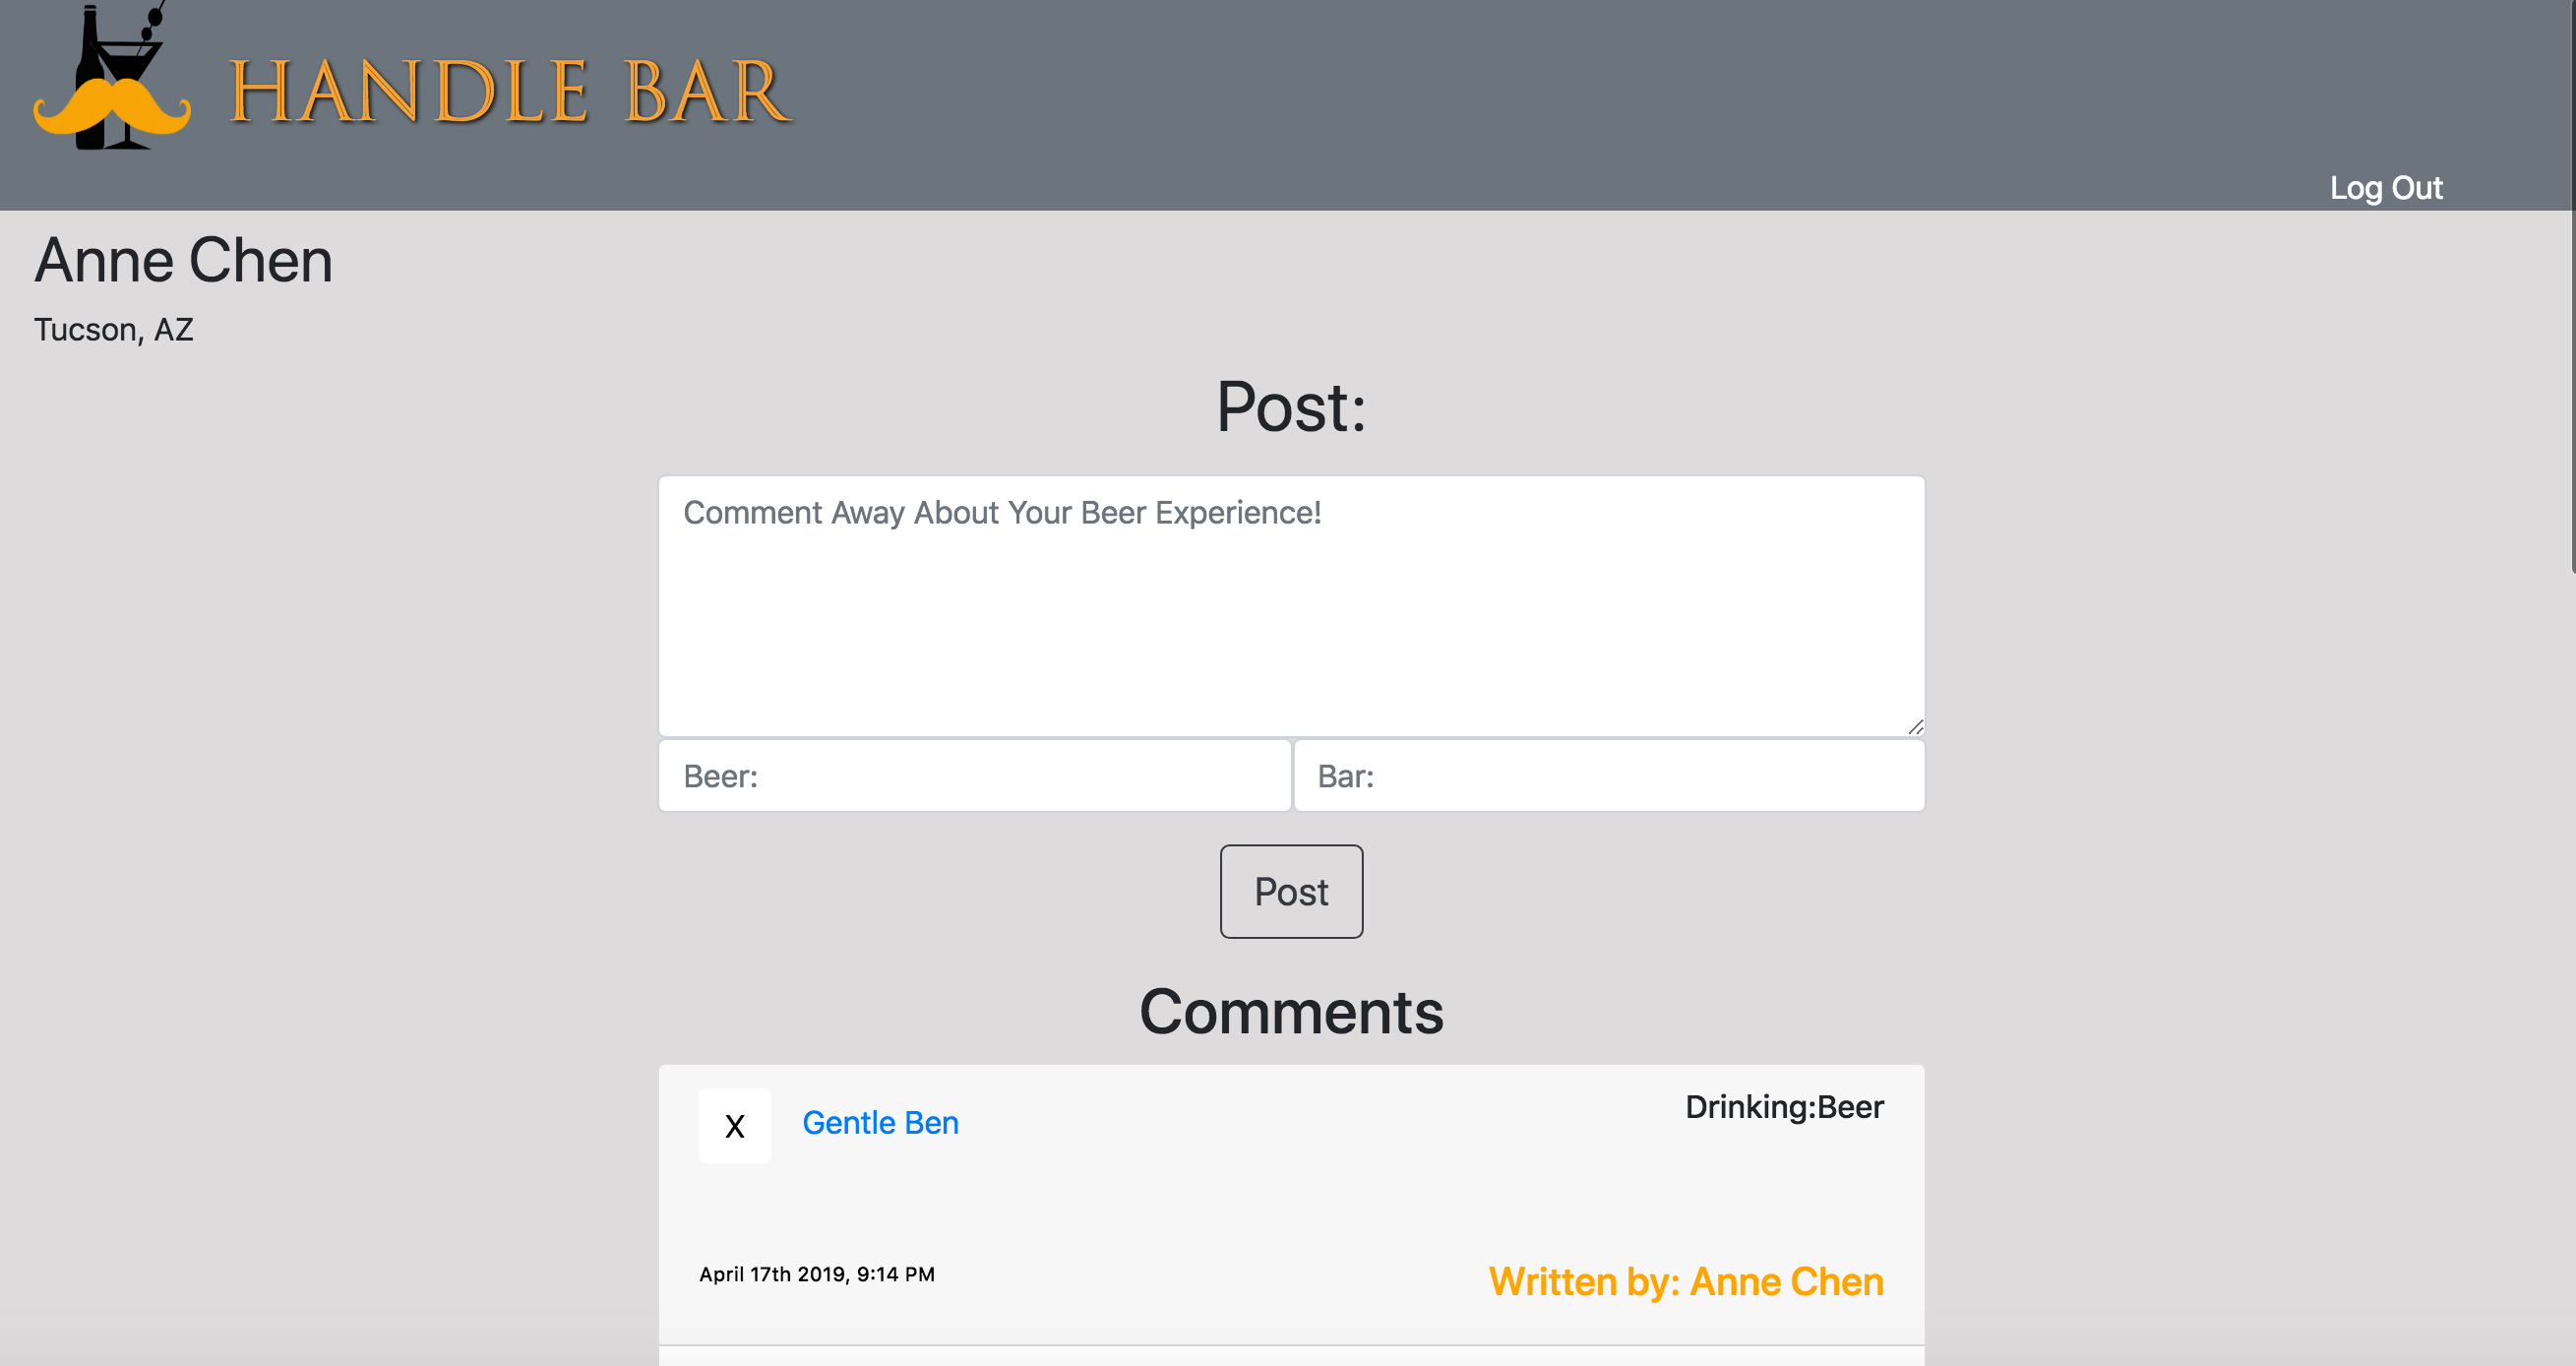 HANDLE BAR
Log Out
Anne Chen
Tucson, AZ
Post:
Comment Away About Your Beer Experience!
Beer:
Bar:
Post
Comments
X
Gentle Ben
Drinking:Beer
April 17th 2019, 9:14 PM
Written by: Anne Chen